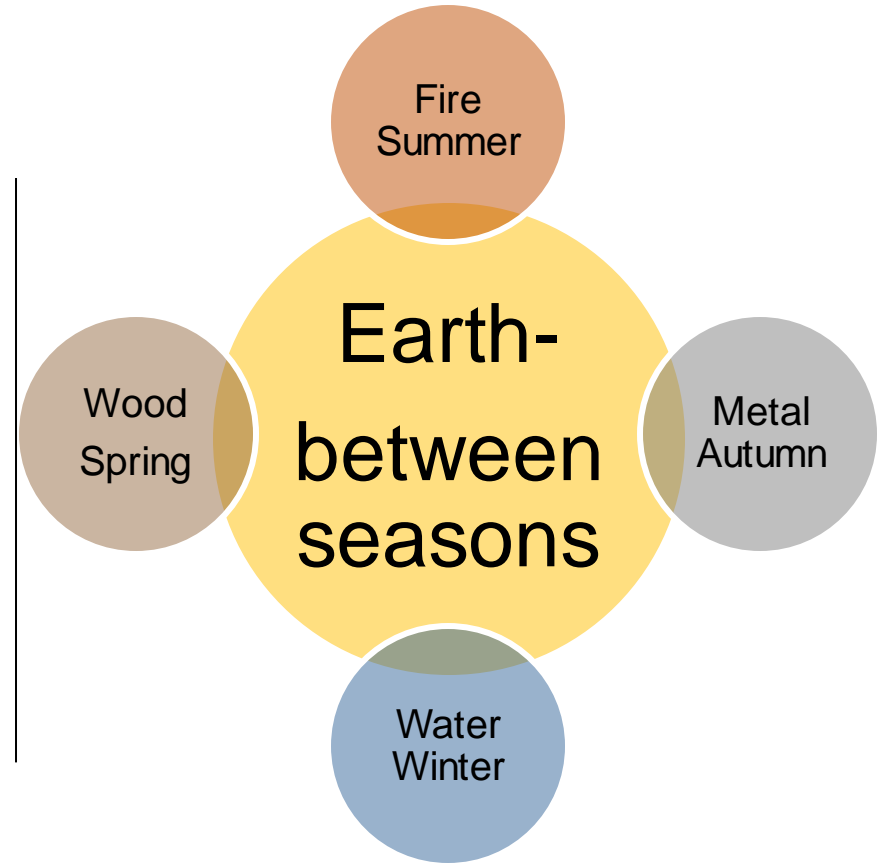 Fire
Summer
Wood
Spring
Earth-
between
seasons
Metal
Autumn
Water
Winter